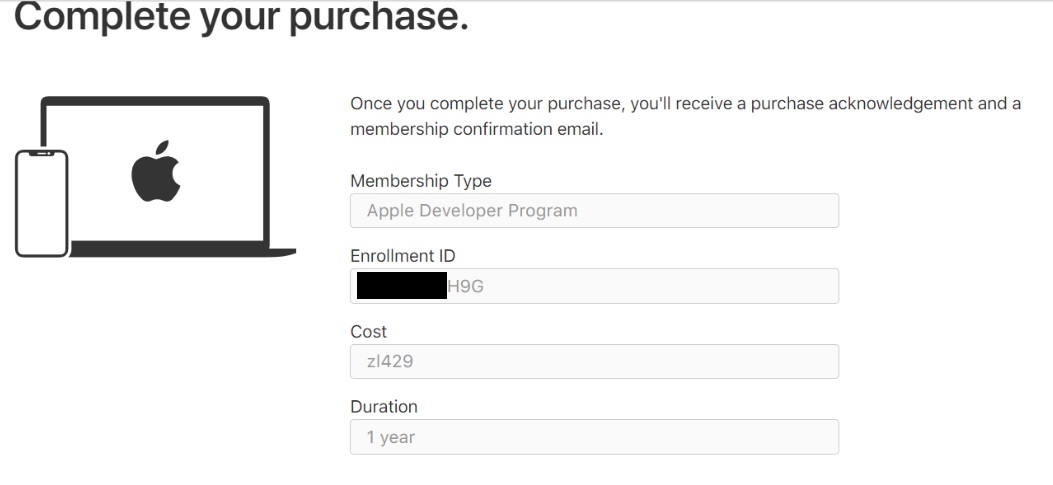 Complete your purchase.
Once you complete your purchase, you'll receive a purchase acknowledgement and a
membership confirmation email.
Membership Type
Apple Developer Program
Enrollment ID
H9G
Cost
zl429
Duration
1 year